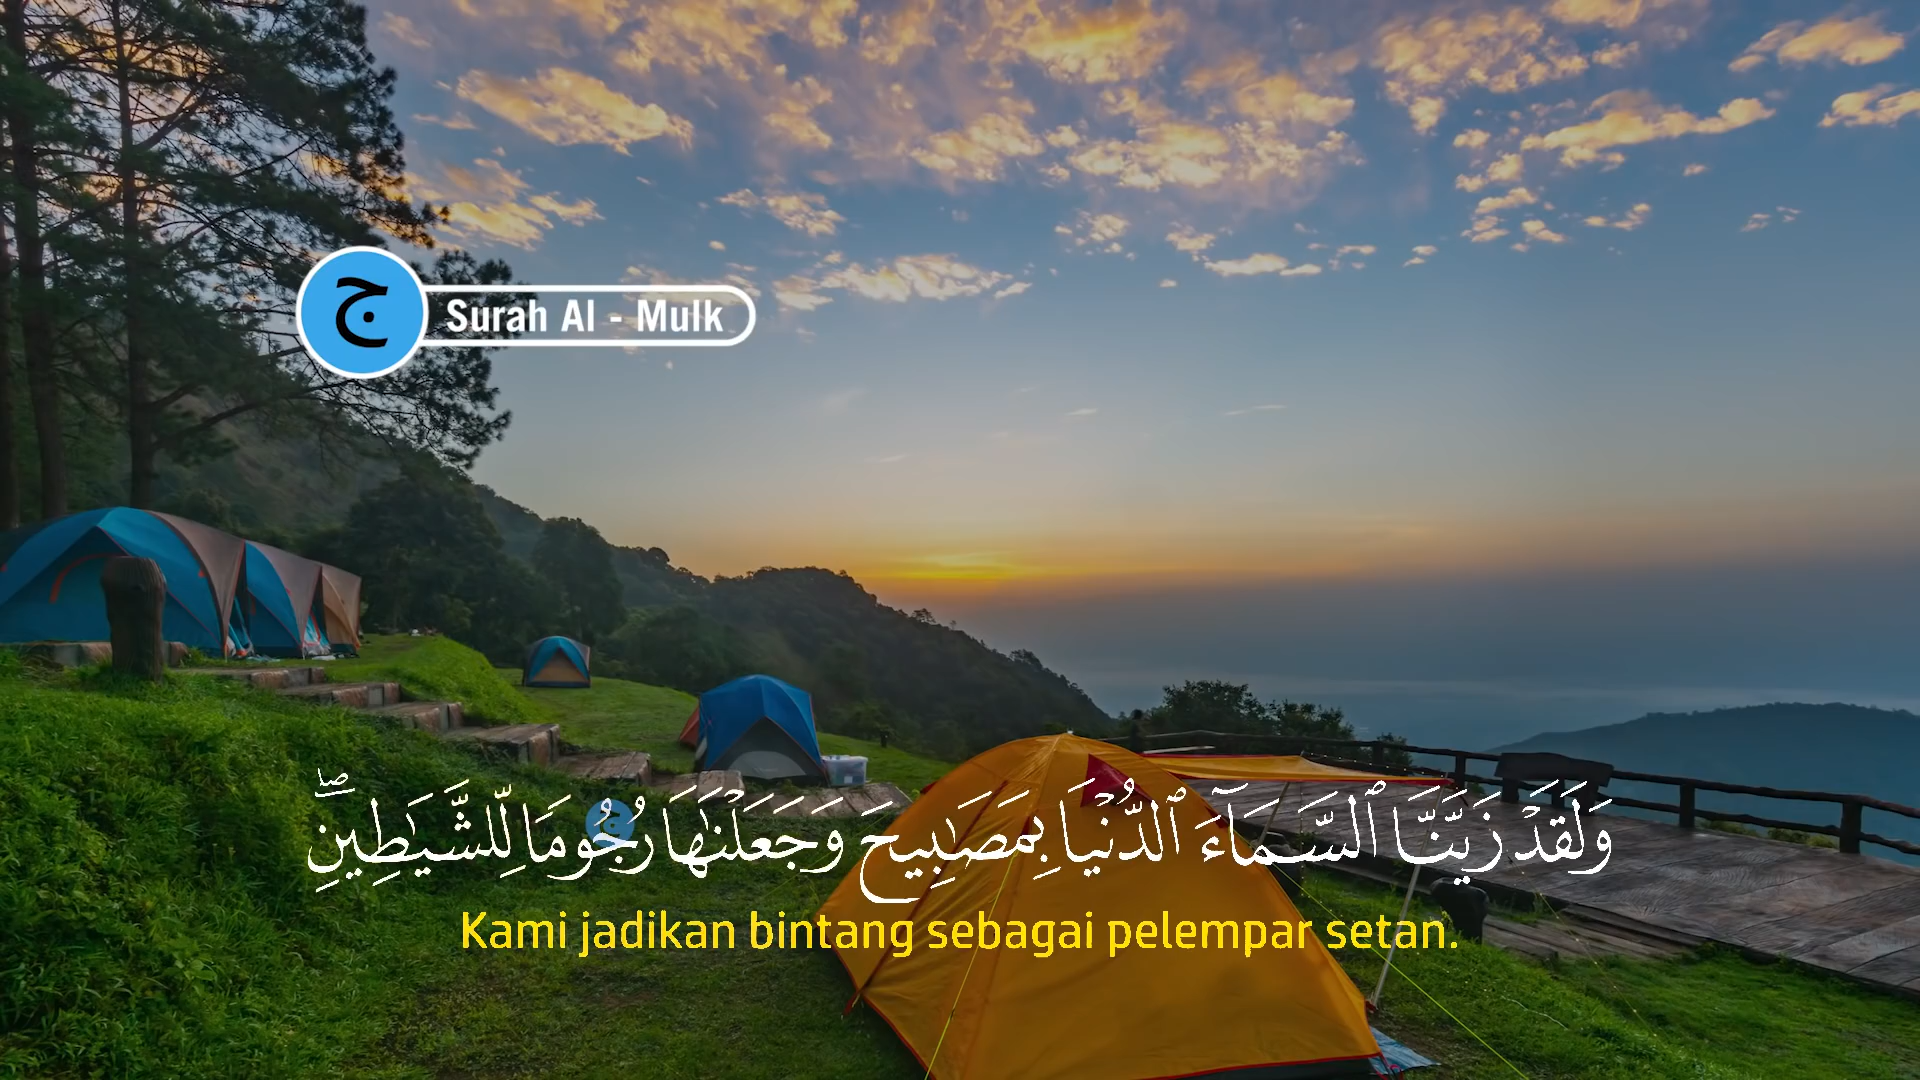 ج
Surah Al - Mulk
وَلَقَدْ زَيَّنَّا ٱلسَّمَآءَ ٱلدُّنْيَا بِمَصَٰبِيحَ وَجَعَلْنَٰهَا رُجُومًا لِّلشَّيَٰطِينِ ۖ
Kami jadikan bintang sebagai pelempar setan.